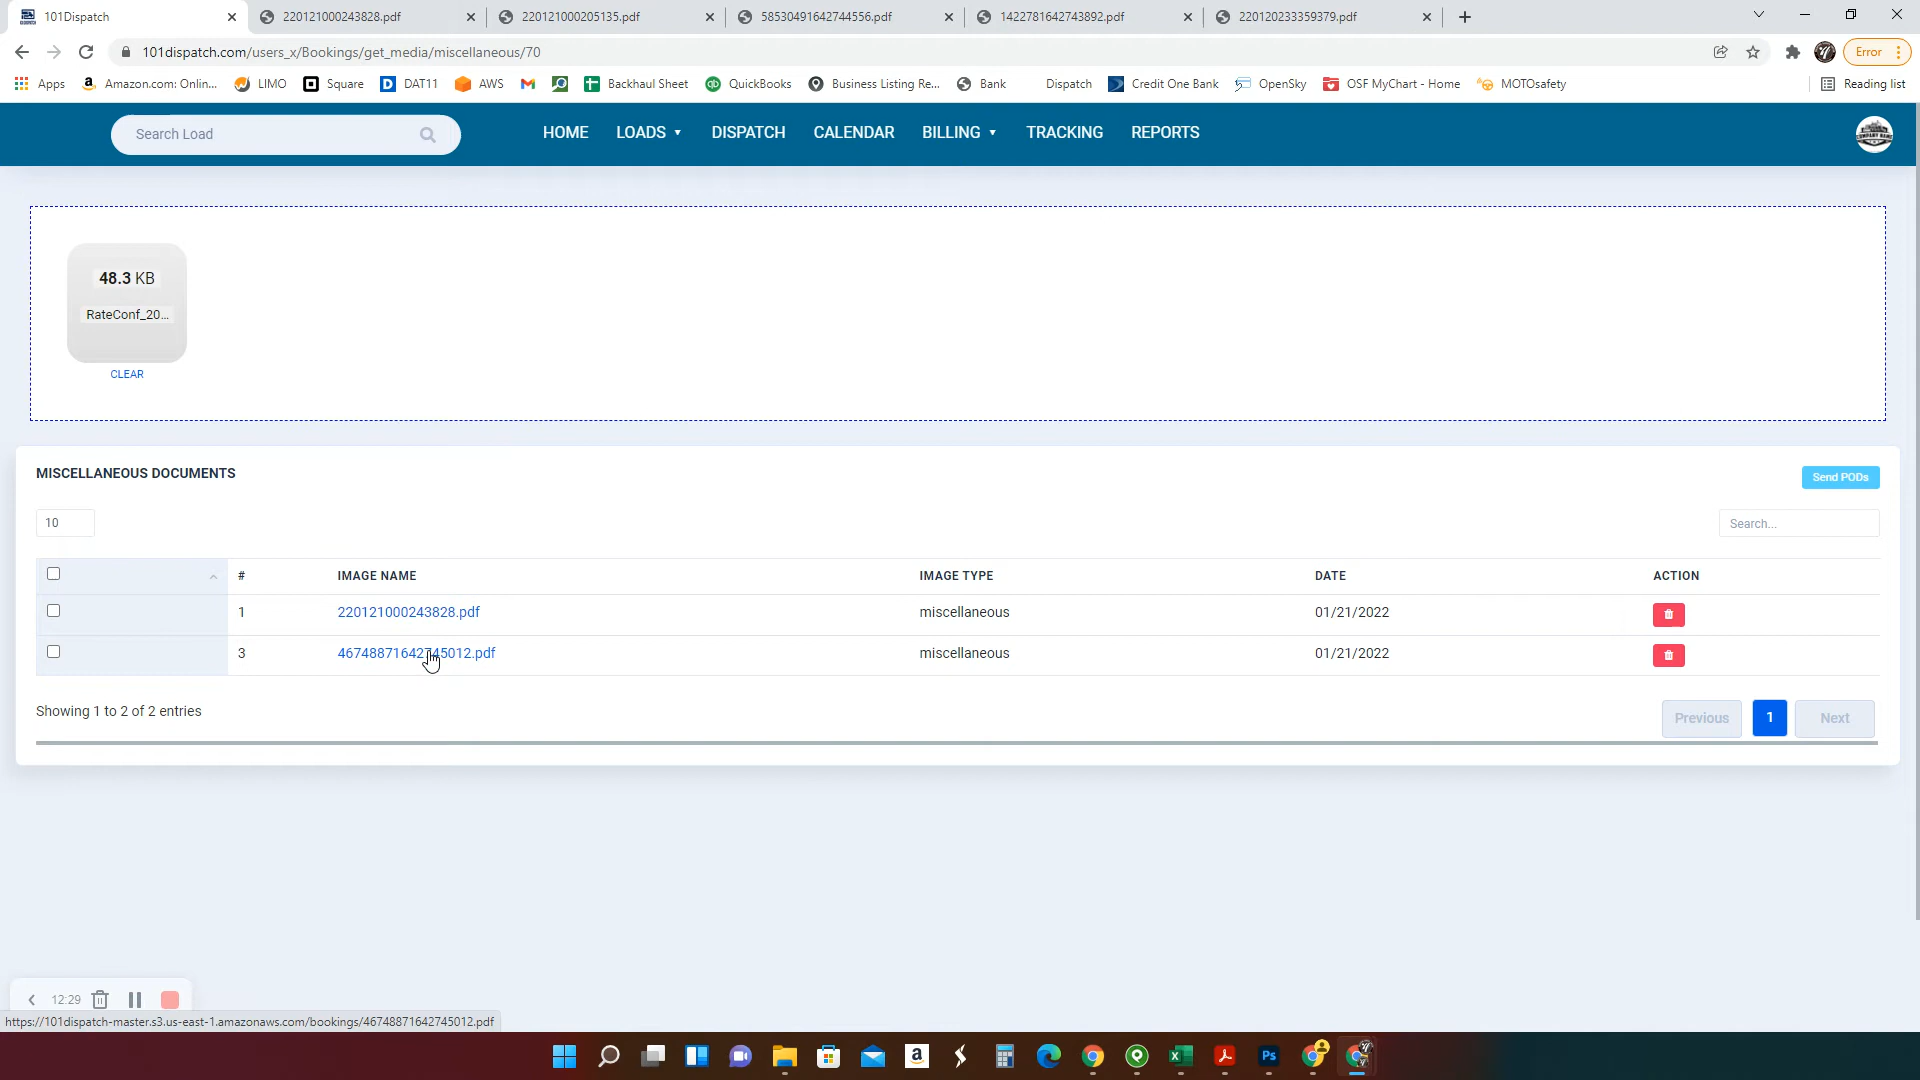 101Dispatch
220121000243828.pdf
220121000205135.pdf
58530491642744556.pdf
1422781642743892.pdf
220120233359379.pdf
101dispatch.com/users_x/Bookings/get_media/miscellaneous/70
Error
Apps
Amazon.com: Onlin...
LIMO
Square
DAT11
AWS
Backhaul Sheet
QuickBooks
Business Listing Re...
Bank
Dispatch
Credit One Bank
OpenSky
OSF MyChart - Home
MOTOsafety
Reading list
Search Load
HOME
LOADS
DISPATCH
CALENDAR
BILLING
TRACKING
REPORTS
48.3 KB
RateConf_20...
CLEAR
MISCELLANEOUS DOCUMENTS
Send PODs
10
Search...
# IMAGE NAME IMAGE TYPE DATE ACTION
1 220121000243828.pdf miscellaneous 01/21/2022
3 46748871642745012.pdf miscellaneous 01/21/2022
Showing 1 to 2 of 2 entries
Previous 1 Next
12:29
https://101dispatch-master.s3.us-east-1.amazonaws.com/bookings/46748871642745012.pdf